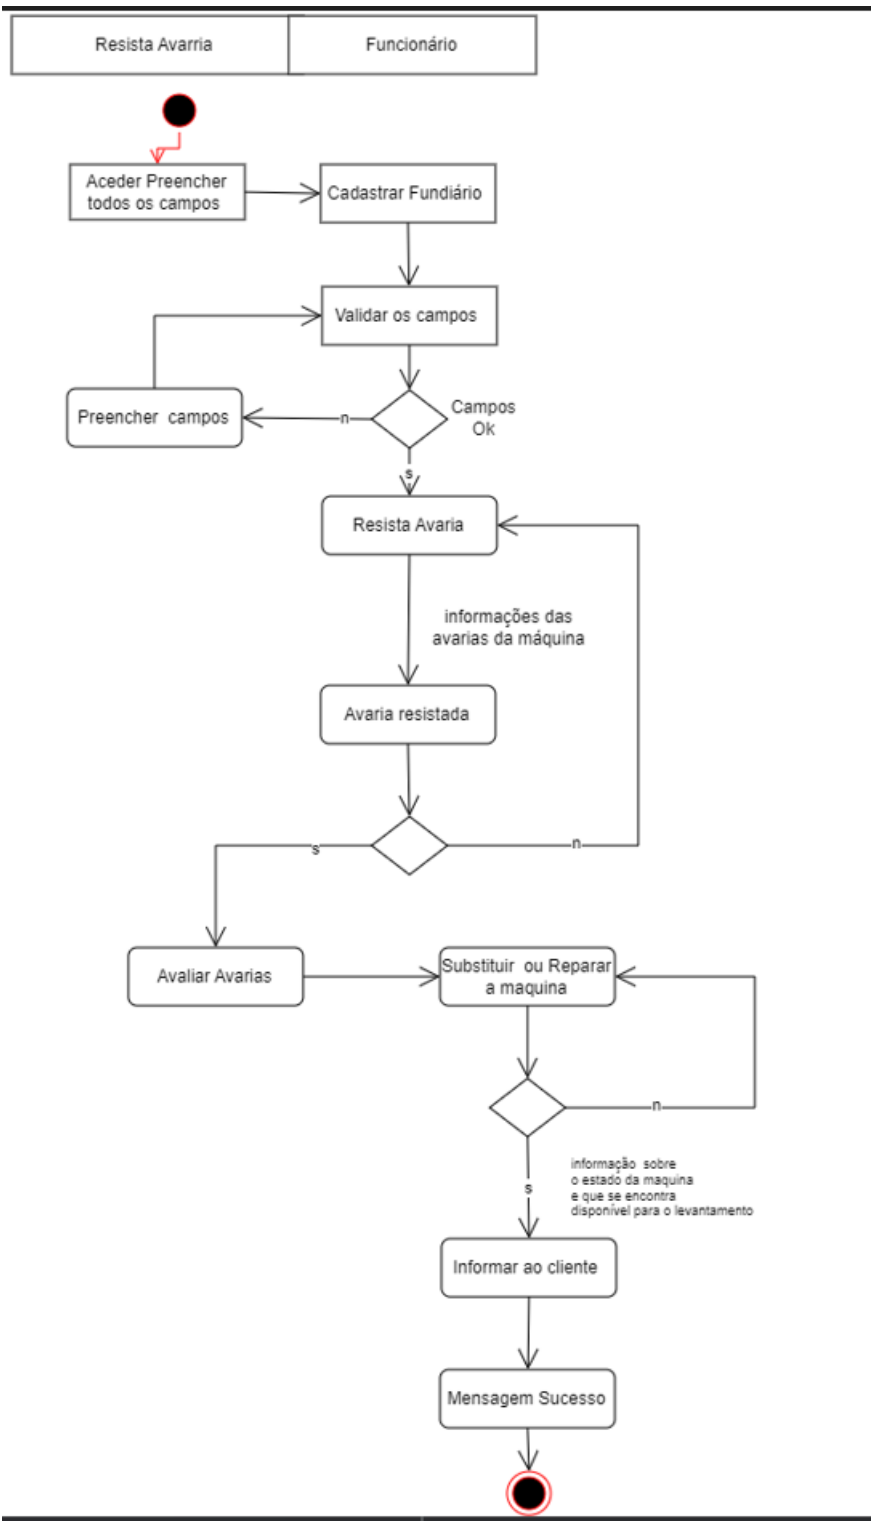 Resista Avarria
Funcionário
Aceder Preencher
todos os campos
Cadastrar Fundiário
Validar os campos
Preencher campos
n
Campos
Ok
s
Resista Avaria
informações das
avarias da máquina
Avaria resistada
s
n
Avaliar Avarias
Substituir ou Reparar
a maquina
n
informação sobre
o estado da maquina
e que se encontra
disponível para o levantamento
s
Informar ao cliente
Mensagem Sucesso